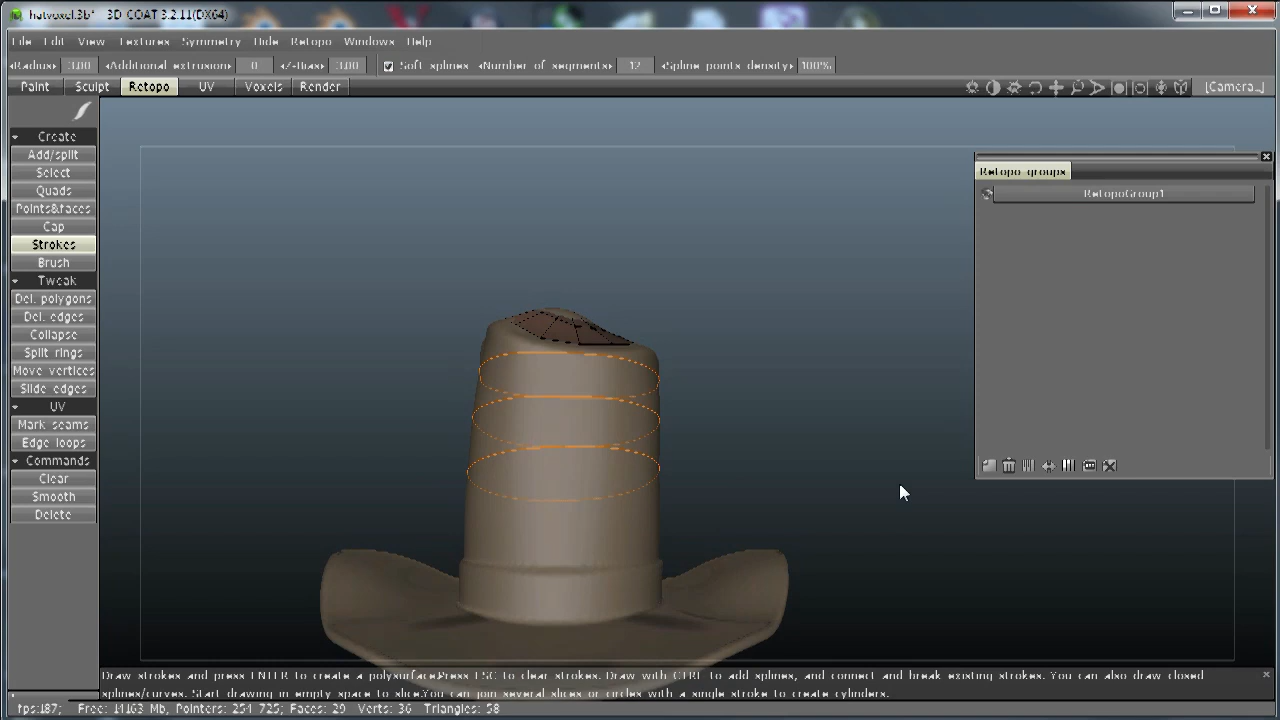 hatvoxel.3b* 3D-COAT 3.2.11(DX64)
File Edit View Textures Symmetry Hide Retopo Windows Help
Radius 3.00 Additional extrusion 0 Z-Bias 3.00 Soft splines Number of segments 12 Spline points density 100%
Paint Sculpt Retopo UV Voxels Render [Camera_]
Create
Add/split
Select
Quads
Points&faces
Cap
Strokes
Brush
Tweak
Del. polygons
Del. edges
Collapse
Split rings
Move vertices
Slide edges
UV
Mark seams
Edge loops
Commands
Clear
Smooth
Delete
Retopo groups
RetopoGroup1
Draw strokes and press ENTER to create a polysurface.Press ESC to clear strokes. Draw with CTRL to add splines, and connect and break existing strokes. You can also draw closed
splines/curves. Start drawing in empty space to slice.You can join several slices or circles with a single stroke to create cylinders.
fps:187; Free: 14163 Mb, Pointers: 254 725; Faces: 29 Verts: 36 Triangles: 58